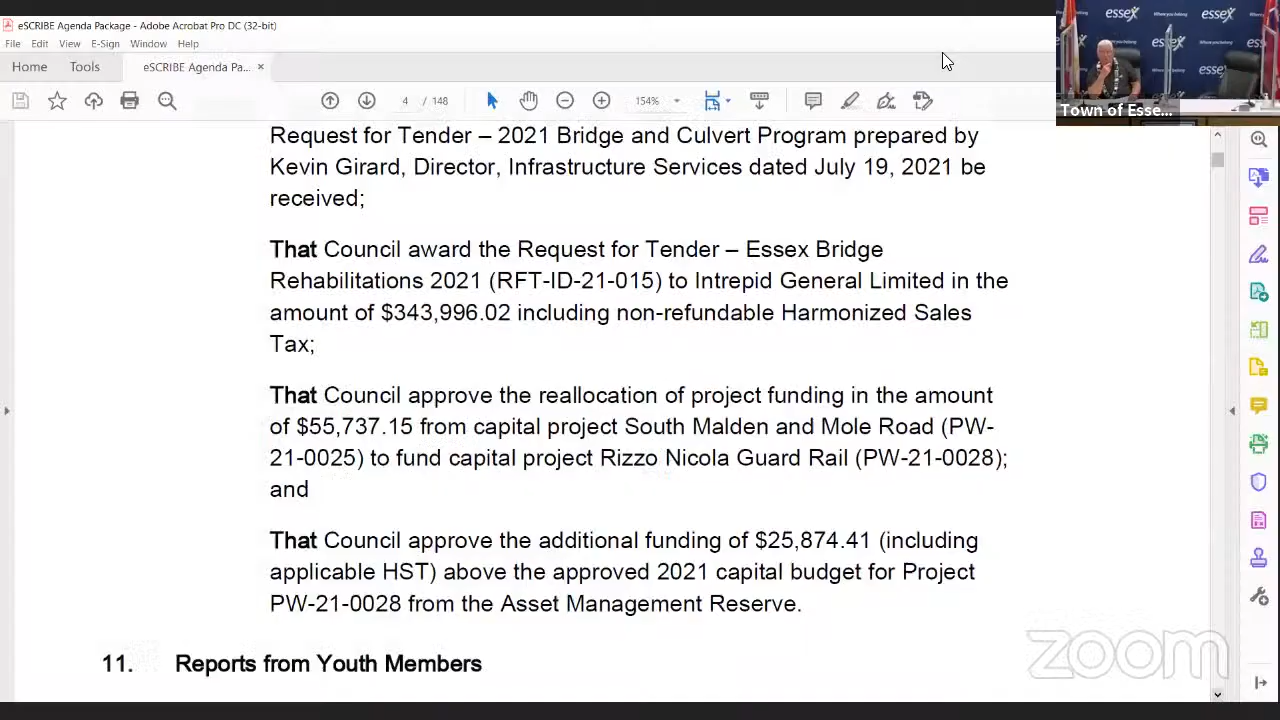 eSCRIBE Agenda Package - Adobe Acrobat Pro DC (32-bit)
File Edit View E-Sign Window Help
Home Tools eSCRIBE Agenda Pa... ×
/ 148 154%
Request for Tender – 2021 Bridge and Culvert Program prepared by
Kevin Girard, Director, Infrastructure Services dated July 19, 2021 be
received;
That Council award the Request for Tender – Essex Bridge
Rehabilitations 2021 (RFT-ID-21-015) to Intrepid General Limited in the
amount of $343,996.02 including non-refundable Harmonized Sales
Tax;
That Council approve the reallocation of project funding in the amount
of $55,737.15 from capital project South Malden and Mole Road (PW-
21-0025) to fund capital project Rizzo Nicola Guard Rail (PW-21-0028);
and
That Council approve the additional funding of $25,874.41 (including
applicable HST) above the approved 2021 capital budget for Project
PW-21-0028 from the Asset Management Reserve.
11. Reports from Youth Members
essex
essex
essex
essex
Town of Esse...
zoom